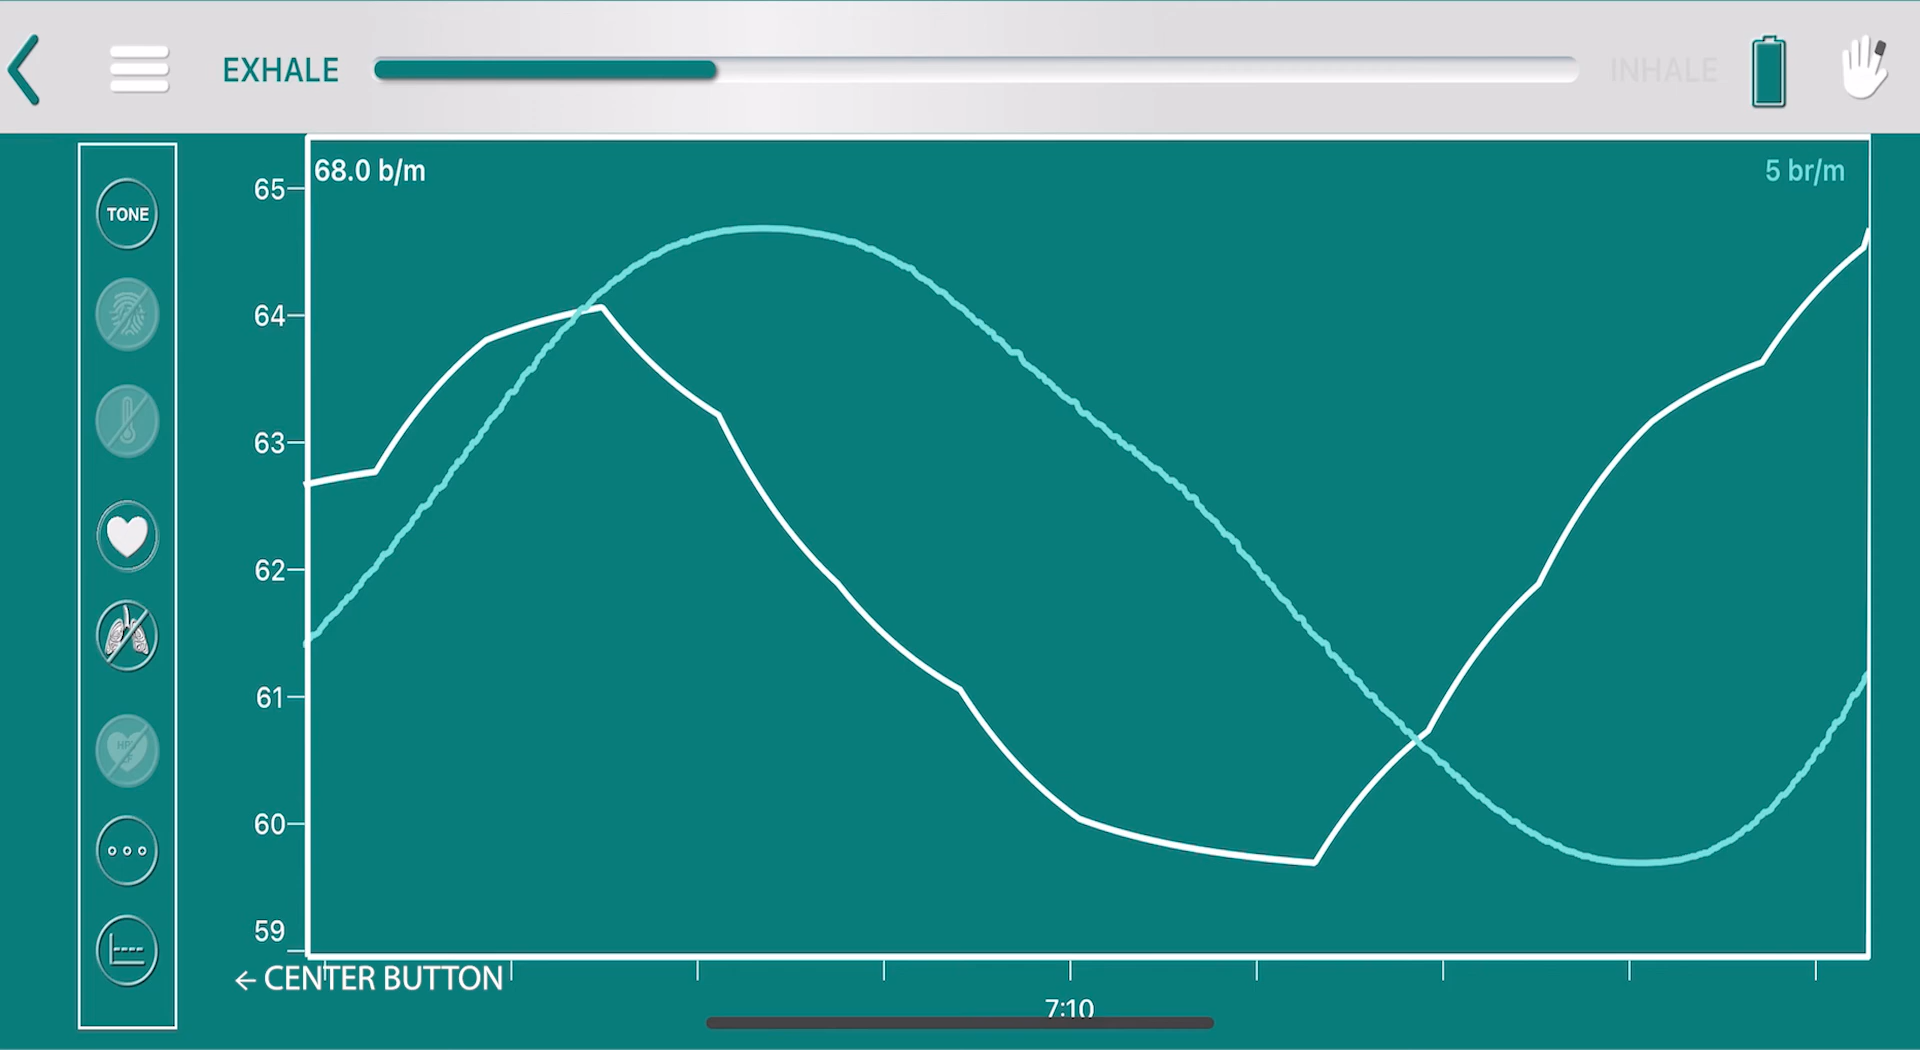 EXHALE
INHALE
TONE
68.0 b/m
5 br/m
65
64
63
62
61
60
59
← CENTER BUTTON
7:10